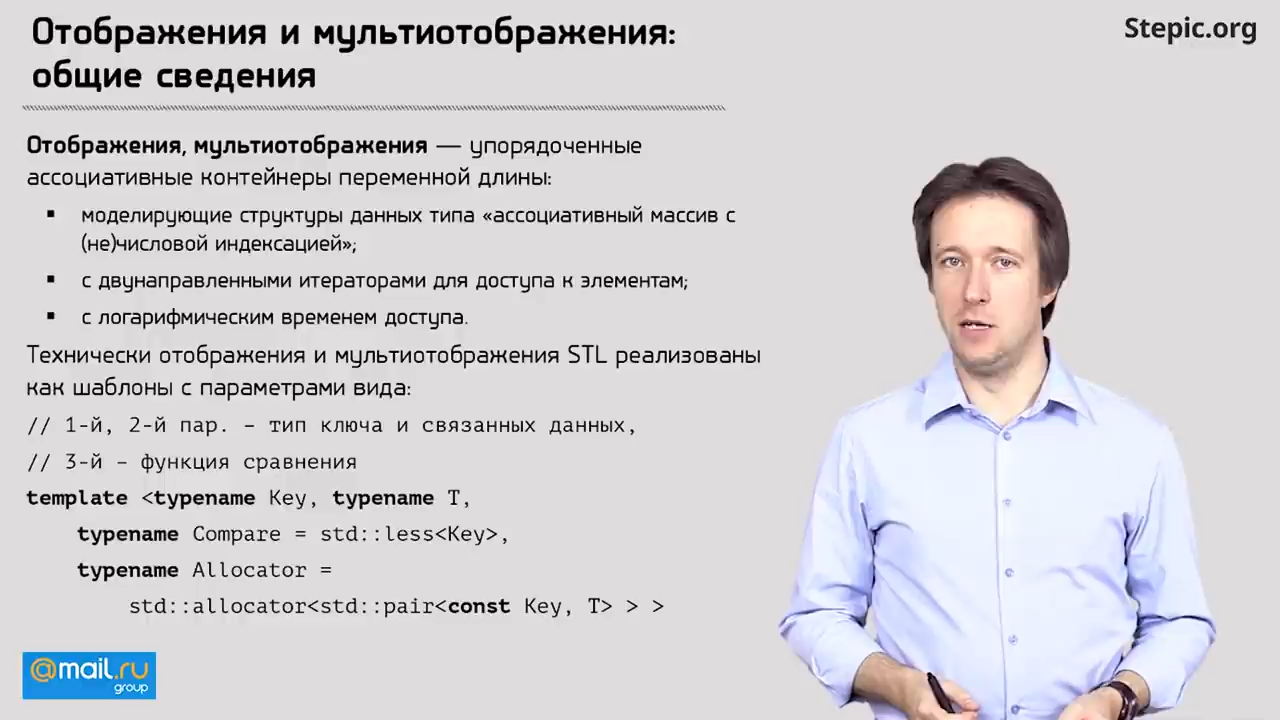 Отображения и мультиотображения:
общие сведения
Stepic.org
Отображения, мультиотображения — упорядоченные
ассоциативные контейнеры переменной длины:
▪ моделирующие структуры данных типа «ассоциативный массив с
(не)числовой индексацией»;
▪ с двунаправленными итераторами для доступа к элементам;
▪ с логарифмическим временем доступа.
Технически отображения и мультиотображения STL реализованы
как шаблоны с параметрами вида:
// 1-й, 2-й пар. – тип ключа и связанных данных,
// 3-й – функция сравнения
template <typename Key, typename T,
typename Compare = std::less<Key>,
typename Allocator =
std::allocator<std::pair<const Key, T> > >
@mail.ru
group